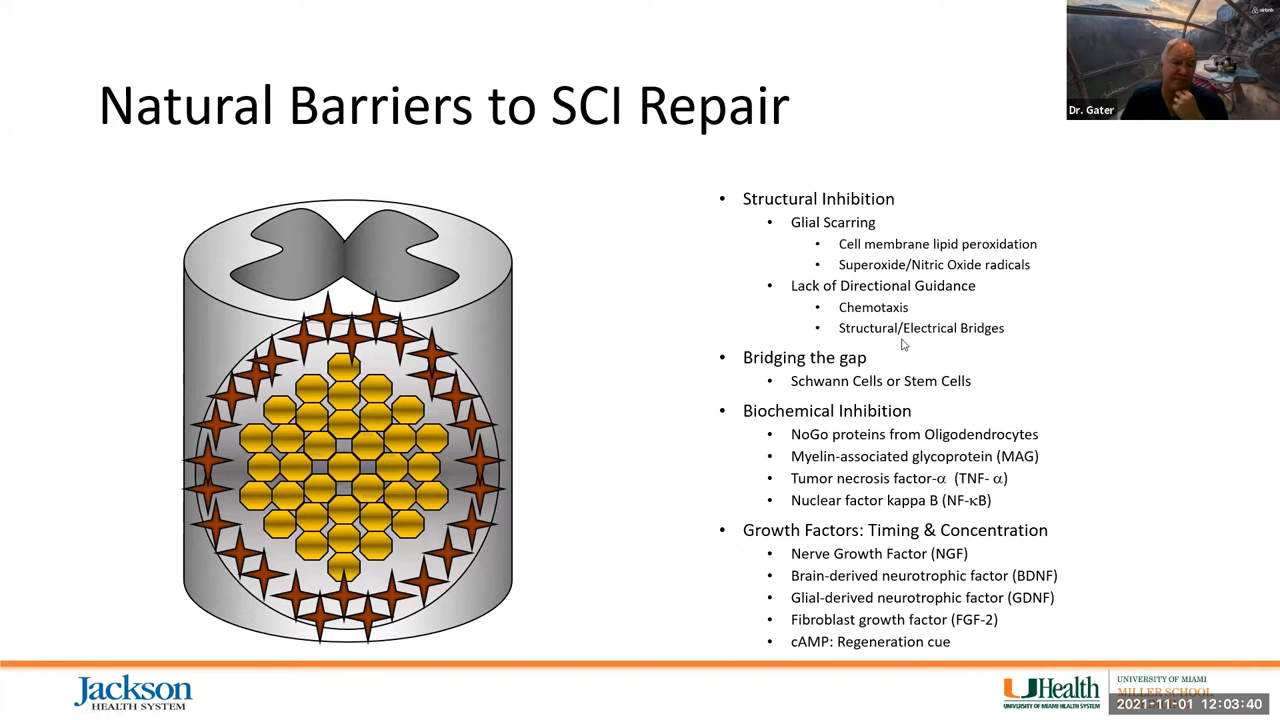 airbnb
Dr. Gater
Natural Barriers to SCI Repair
• Structural Inhibition
• Glial Scarring
• Cell membrane lipid peroxidation
• Superoxide/Nitric Oxide radicals
• Lack of Directional Guidance
• Chemotaxis
• Structural/Electrical Bridges
• Bridging the gap
• Schwann Cells or Stem Cells
• Biochemical Inhibition
• NoGo proteins from Oligodendrocytes
• Myelin-associated glycoprotein (MAG)
• Tumor necrosis factor-α (TNF- α)
• Nuclear factor kappa B (NF-κB)
• Growth Factors: Timing & Concentration
• Nerve Growth Factor (NGF)
• Brain-derived neurotrophic factor (BDNF)
• Glial-derived neurotrophic factor (GDNF)
• Fibroblast growth factor (FGF-2)
• cAMP: Regeneration cue
Jackson
HEALTH SYSTEM
UHealth
UNIVERSITY OF MIAMI HEALTH SYSTEM
UNIVERSITY OF MIAMI
MILLER SCHOOL
2021-11-01 12:03:40